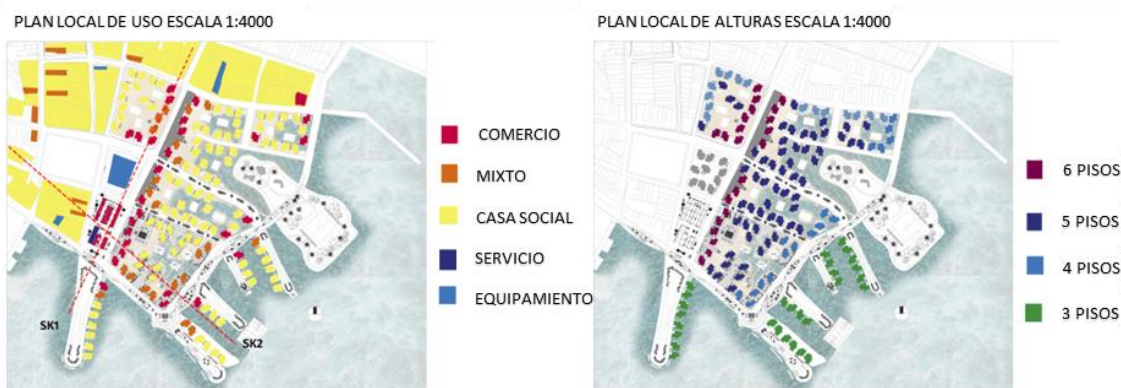 PLAN LOCAL DE USO ESCALA 1:4000
COMERCIO
MIXTO
CASA SOCIAL
SERVICIO
EQUIPAMIENTO
SK1
SK2
PLAN LOCAL DE ALTURAS ESCALA 1:4000
6 PISOS
5 PISOS
4 PISOS
3 PISOS